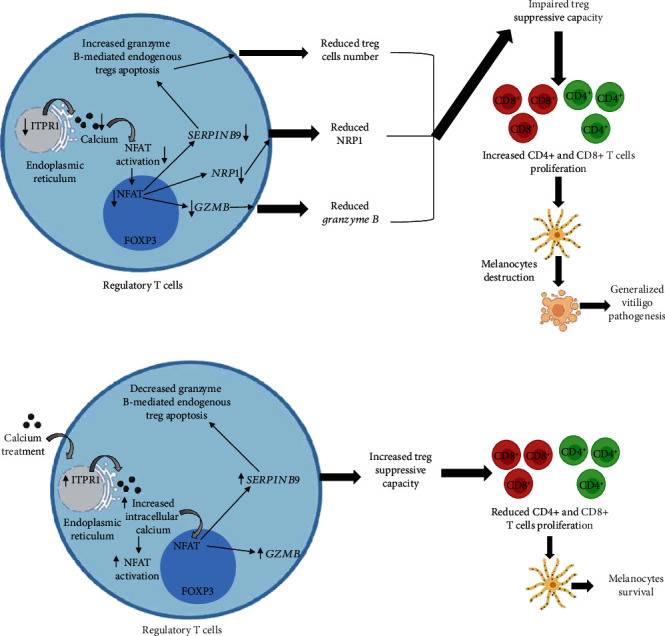 Increased granzyme
B-mediated endogenous
tregs apoptosis
ITPR1
Calcium
Endoplasmic
reticulum
NFAT
activation
SERPINB9
NRP1
NFAT
GZMB
FOXP3
Regulatory T cells
Reduced treg
cells number
Reduced
NRP1
Reduced
granzyme B
Impaired treg
suppressive capacity
CD8+
CD8+
CD4+
CD4+
CD8+
CD4+
Increased CD4+ and CD8+ T cells
proliferation
Melanocytes
destruction
Generalized
vitiligo
pathogenesis
Calcium
treatment
Decreased granzyme
B-mediated endogenous
treg apoptosis
ITPR1
Endoplasmic
reticulum
Increased
intracellular
calcium
NFAT
activation
SERPINB9
NFAT
GZMB
FOXP3
Regulatory T cells
Increased treg
suppressive
capacity
CD8+
CD8+
CD4+
CD4+
CD8+
CD4+
Reduced CD4+ and CD8+
T cells proliferation
Melanocytes
survival